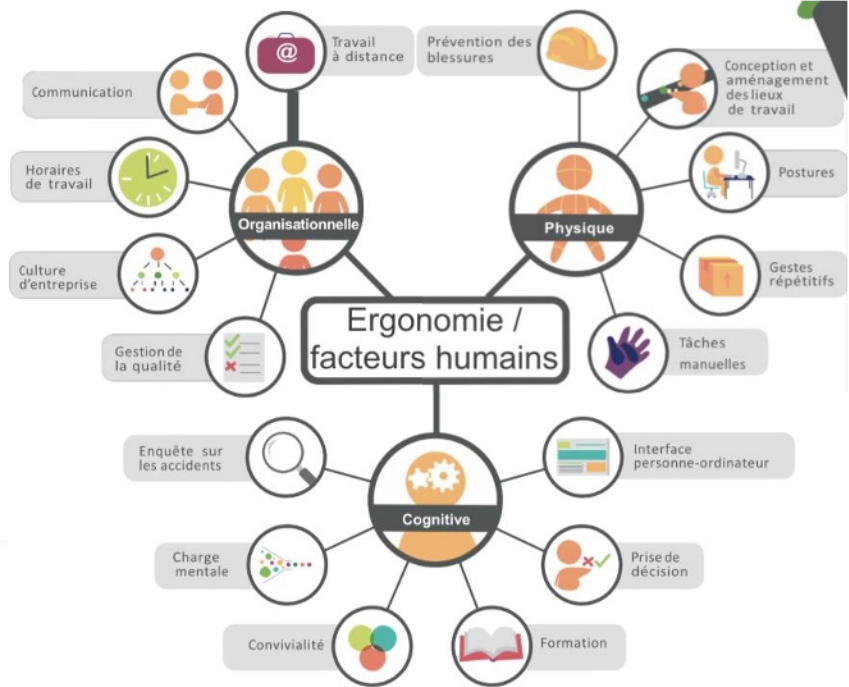 Travail
à distance
Prévention des
blessures
Communication
Conception et
aménagement
des lieux
de travail
Horaires
de travail
Postures
Organisationnelle
Physique
Culture
d'entreprise
Gestes
répétitifs
Gestion de
la qualité
Tâches
manuelles
Ergonomie /
facteurs humains
Enquête sur
les accidents
Interface
personne-ordinateur
Cognitive
Charge
mentale
Prise de
décision
Convivialité
Formation
@